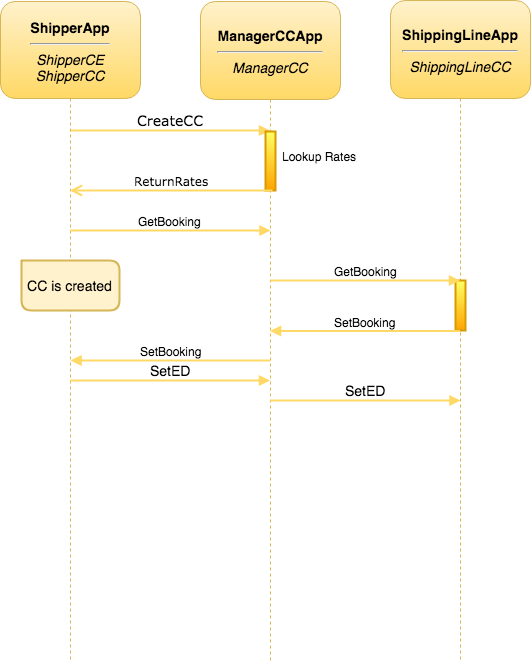 ShipperApp
ShipperCE
ShipperCC
ManagerCCApp
ManagerCC
ShippingLineApp
ShippingLineCC
CreateCC
Lookup Rates
ReturnRates
GetBooking
GetBooking
CC is created
SetBooking
SetBooking
SetED
SetED